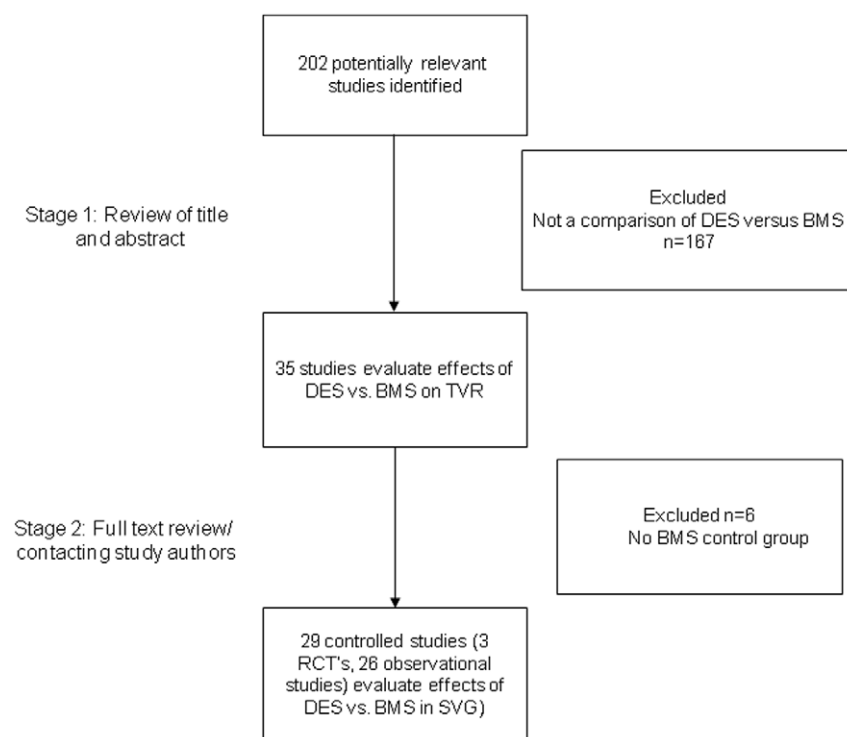 202 potentially relevant
studies identified
Stage 1: Review of title
and abstract
Excluded
Not a comparison of DES versus BMS
n=167
35 studies evaluate effects of
DES vs. BMS on TVR
Stage 2: Full text review/
contacting study authors
Excluded n=6
No BMS control group
29 controlled studies (3
RCT's, 26 observational
studies) evaluate effects of
DES vs. BMS in SVG)